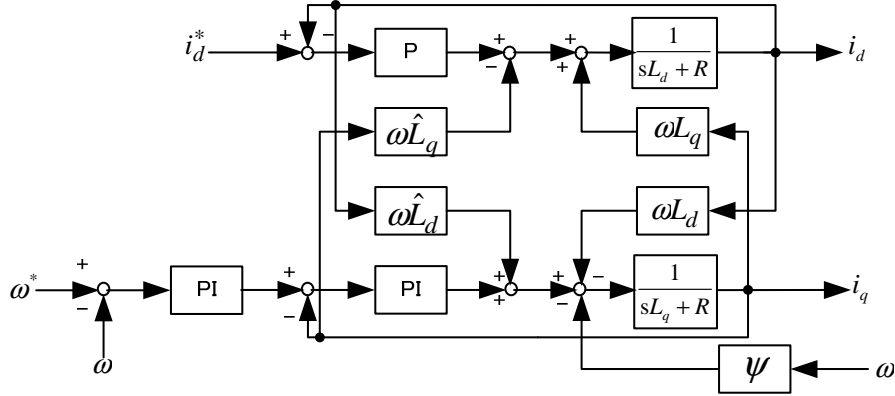 i_d^* + − P + − + + 1/(sL_d + R) i_d
ωL̂_q ωL_q
ωL̂_d ωL_d
ω^* + − PI + − PI + + + − − 1/(sL_q + R) i_q
ω ψ ω